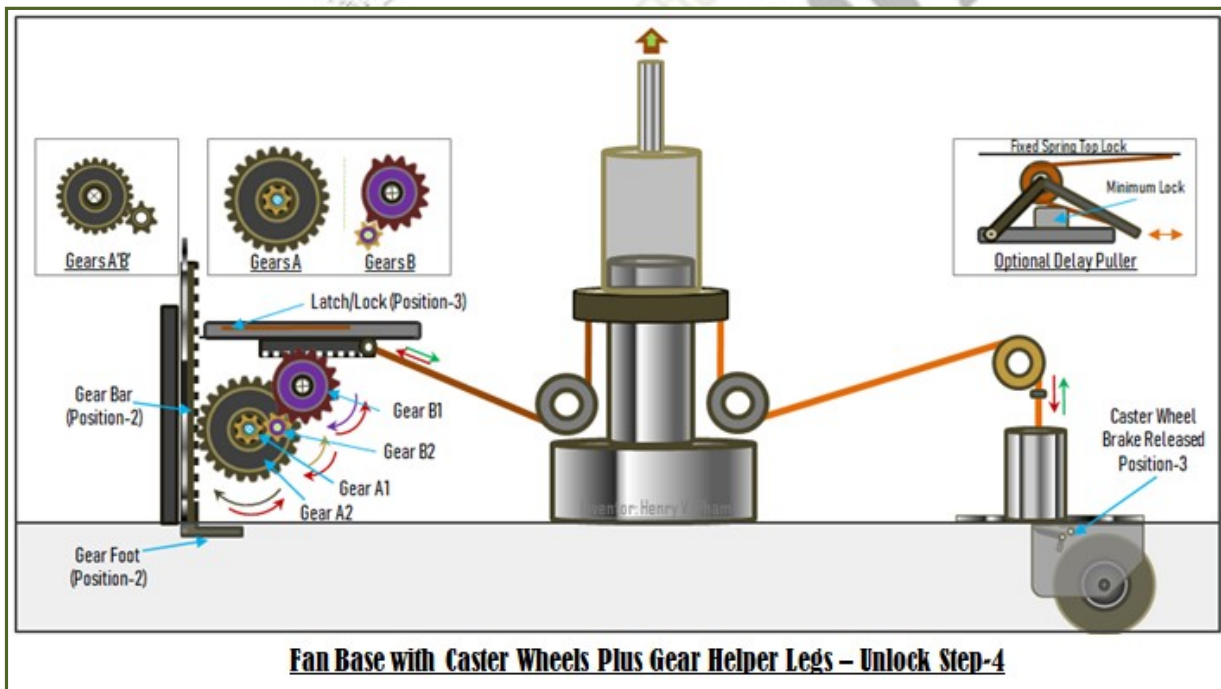 Fixed Spring Top Lock
Minimum Lock
Optional Delay Puller
Gears A'B'
Gears A
Gears B
Latch/Lock (Position-3)
Gear Bar
(Position-2)
Gear B1
Gear B2
Gear A1
Gear A2
Caster Wheel
Brake Released
Position-3
Inventor: Henry
Gear Foot
(Position-2)
Fan Base with Caster Wheels Plus Gear Helper Legs – Unlock Step-4